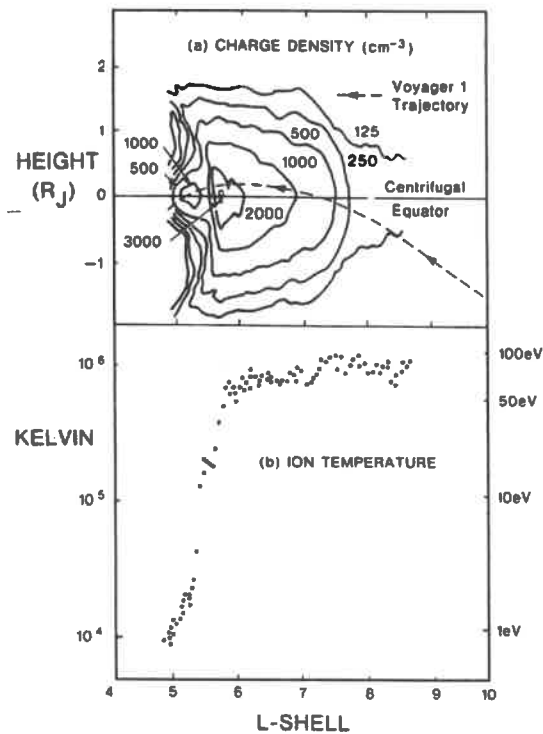 (a) CHARGE DENSITY (cm⁻³)
2
Voyager 1
Trajectory
1
1000
500
125
HEIGHT
500
1000
250
(R_J)
Centrifugal
0
2000
Equator
3000
-1
10⁶
100eV
50eV
KELVIN
(b) ION TEMPERATURE
10⁵
10eV
10⁴
1eV
4
5
6
7
8
9
10
L-SHELL